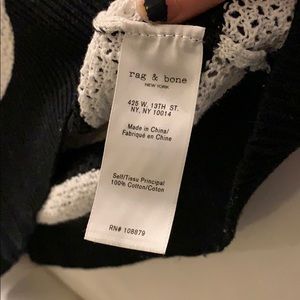 rag & bone
NEW YORK
425 W. 13TH ST.
NY, NY 10014
Made in China/
Fabriqué en Chine
Self/Tissu Principal
100% Cotton/Coton
RN# 108879